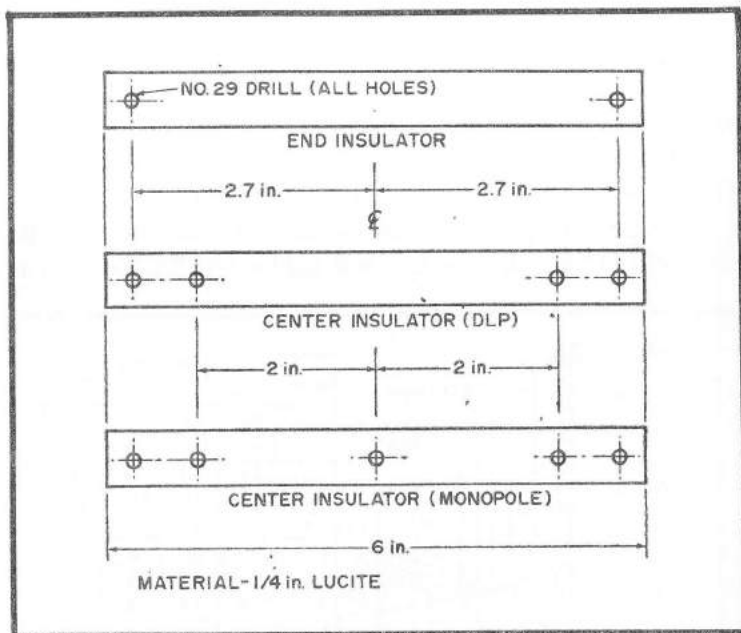 NO. 29 DRILL (ALL HOLES)
END INSULATOR
2.7 in. 2.7 in.
℄
CENTER INSULATOR (DLP)
2 in. 2 in.
CENTER INSULATOR (MONOPOLE)
6 in.
MATERIAL-1/4 in. LUCITE